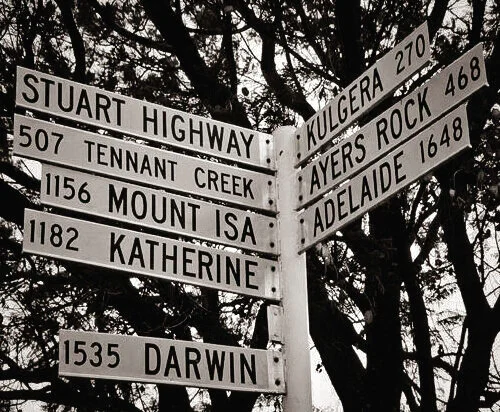 STUART HIGHWAY
507 TENNANT CREEK
1156 MOUNT ISA
1182 KATHERINE
1535 DARWIN
KULGERA 270
AYERS ROCK 468
ADELAIDE 1648